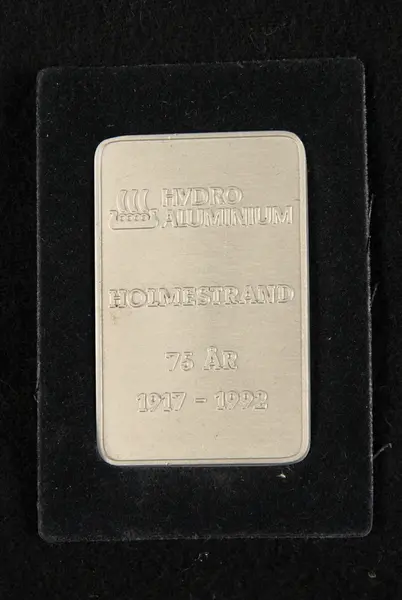 HYDRO
ALUMINIUM
HOLMESTRAND
75 ÅR
1917 - 1992